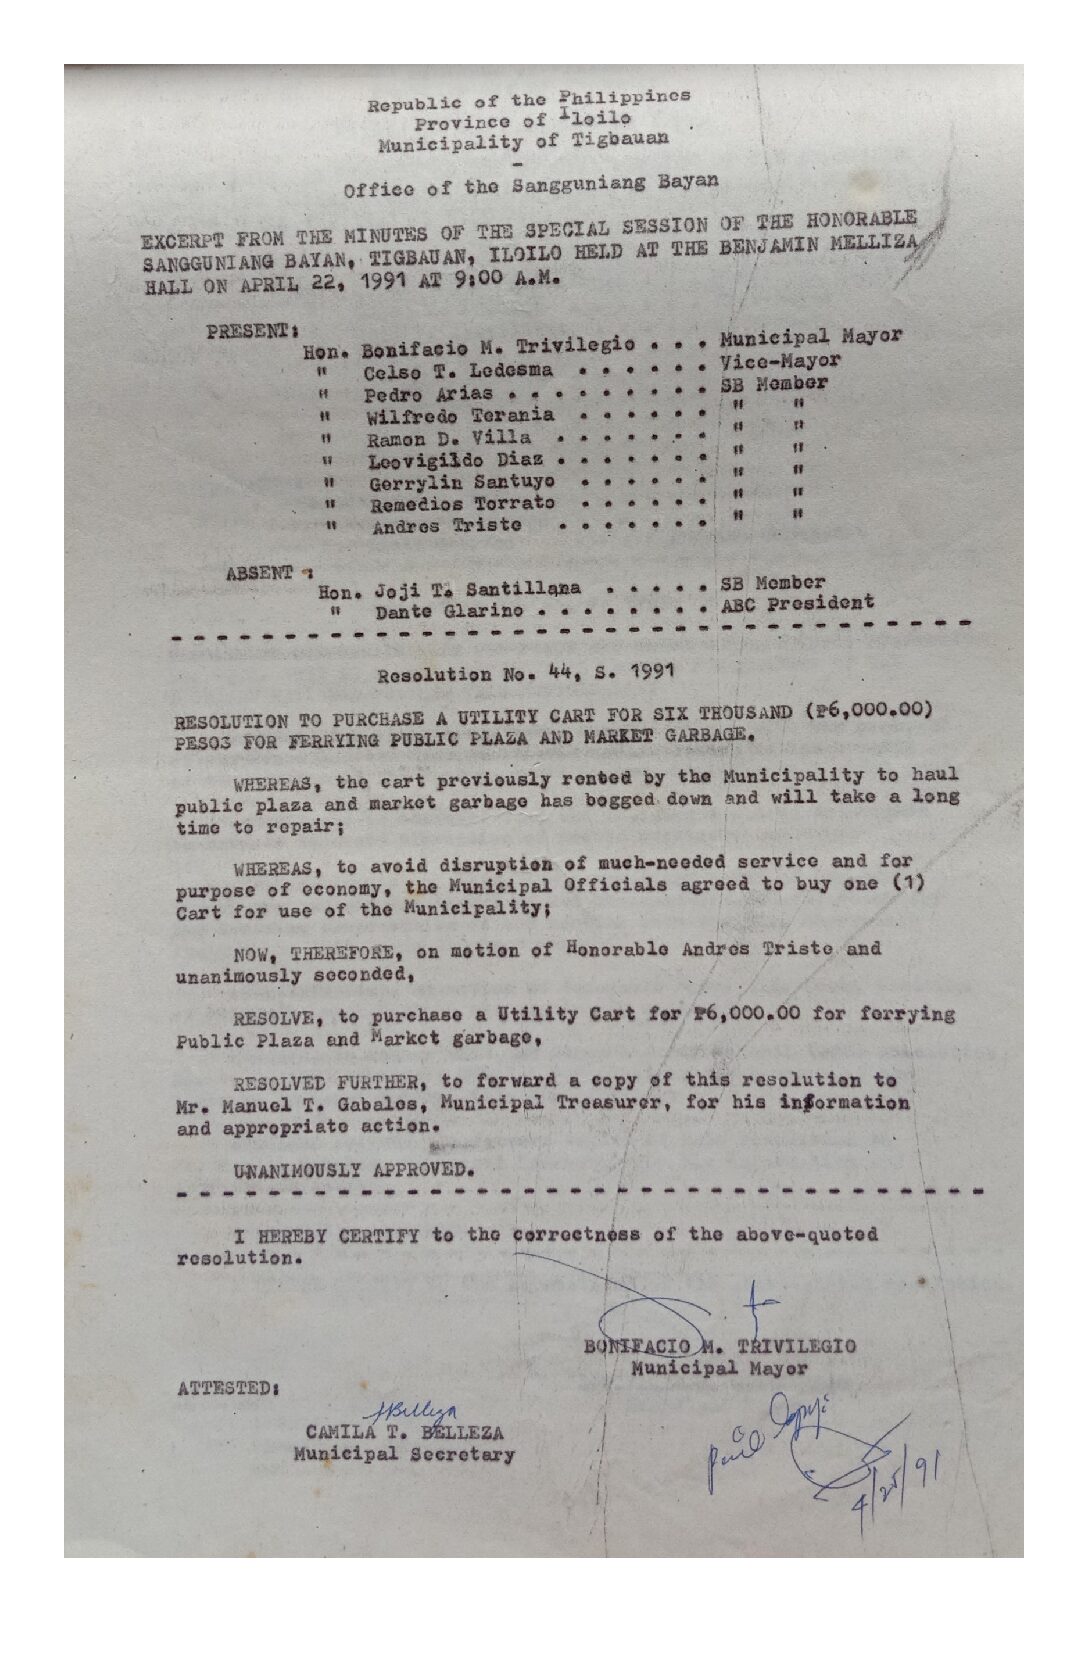 Republic of the Philippines
Province of Iloilo
Municipality of Tigbauan
-
Office of the Sangguniang Bayan
EXCERPT FROM THE MINUTES OF THE SPECIAL SESSION OF THE HONORABLE
SANGGUNIANG BAYAN, TIGBAUAN, ILOILO HELD AT THE BENJAMIN MELLIZA
HALL ON APRIL 22, 1991 AT 9:00 A.M.
PRESENT:
Hon. Bonifacio M. Trivilegio . . . Municipal Mayor
" Celso T. Ledesma . . . . . . Vice-Mayor
" Pedro Arias . . . . . . . . . SB Member
" Wilfredo Terania . . . . . . " "
" Ramon D. Villa . . . . . . . " "
" Leovigildo Diaz . . . . . . . " "
" Gerrylin Santuyo . . . . . . " "
" Remedios Torrato . . . . . . " "
" Andres Triste . . . . . . . " "
ABSENT :
Hon. Joji T. Santillana . . . . . SB Member
" Dante Glarino . . . . . . . . ABC President
- - - - - - - - - - - - - - - - - - - - - - - - - - - - - - - - - - -
Resolution No. 44, S. 1991
RESOLUTION TO PURCHASE A UTILITY CART FOR SIX THOUSAND (₱6,000.00)
PESOS FOR FERRYING PUBLIC PLAZA AND MARKET GARBAGE.
WHEREAS, the cart previously rented by the Municipality to haul
public plaza and market garbage has bogged down and will take a long
time to repair;
WHEREAS, to avoid disruption of much-needed service and for
purpose of economy, the Municipal Officials agreed to buy one (1)
Cart for use of the Municipality;
NOW, THEREFORE, on motion of Honorable Andres Triste and
unanimously seconded,
RESOLVE, to purchase a Utility Cart for ₱6,000.00 for ferrying
Public Plaza and Market garbage,
RESOLVED FURTHER, to forward a copy of this resolution to
Mr. Manuel T. Gabales, Municipal Treasurer, for his information
and appropriate action.
UNANIMOUSLY APPROVED.
- - - - - - - - - - - - - - - - - - - - - - - - - - - - - - - - - - -
I HEREBY CERTIFY to the correctness of the above-quoted
resolution.
BONIFACIO M. TRIVILEGIO
Municipal Mayor
ATTESTED:
CAMILA T. BELLEZA
Municipal Secretary
4/25/91